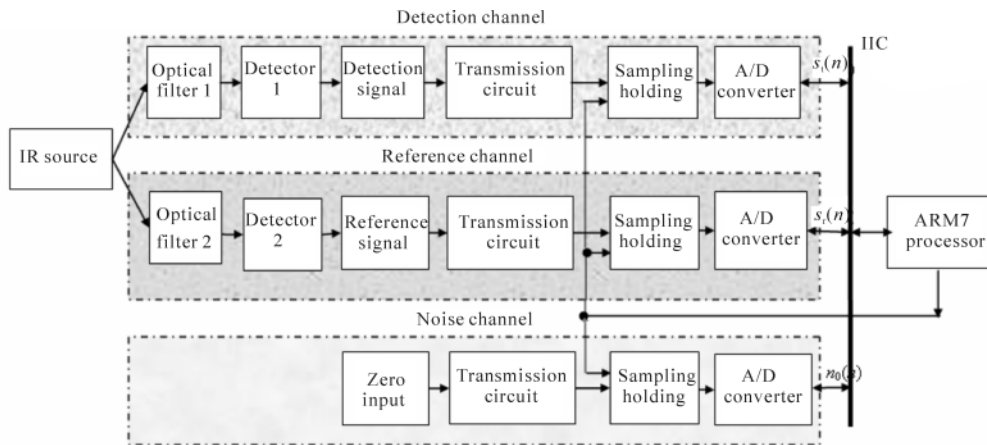 Detection channel
IIC
Optical
filter 1
Detector
1
Detection
signal
Transmission
circuit
Sampling
holding
A/D
converter
IR source
Reference channel
Optical
filter 2
Detector
2
Reference
signal
Transmission
circuit
Sampling
holding
A/D
converter
ARM7
processor
Noise channel
Zero
input
Transmission
circuit
Sampling
holding
A/D
converter